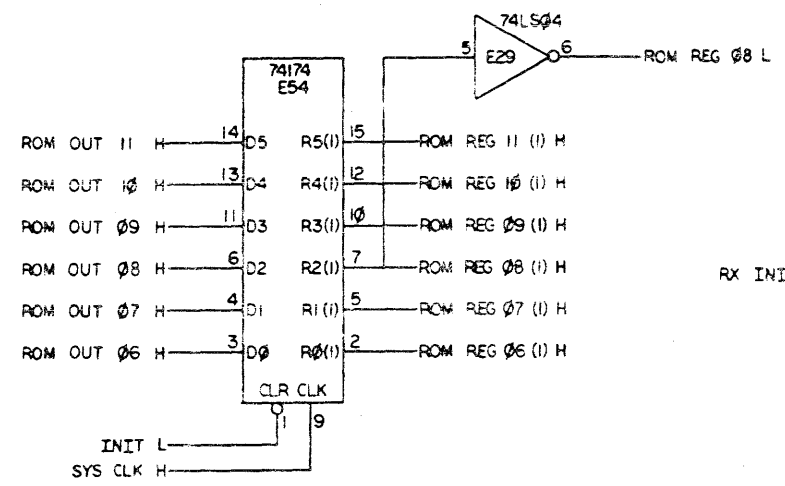 74LSØ4
5 E29 6 ROM REG Ø8 L
74174
E54
ROM OUT 11 H 14 D5 R5(1) 15 ROM REG 11 (1) H
ROM OUT 1Ø H 13 D4 R4(1) 12 ROM REG 1Ø (1) H
ROM OUT Ø9 H 11 D3 R3(1) 1Ø ROM REG Ø9 (1) H
ROM OUT Ø8 H 6 D2 R2(1) 7 ROM REG Ø8 (1) H
RX INI
ROM OUT Ø7 H 4 D1 R1(1) 5 ROM REG Ø7 (1) H
ROM OUT Ø6 H 3 DØ RØ(1) 2 ROM REG Ø6 (1) H
CLR CLK
1 9
INIT L
SYS CLK H